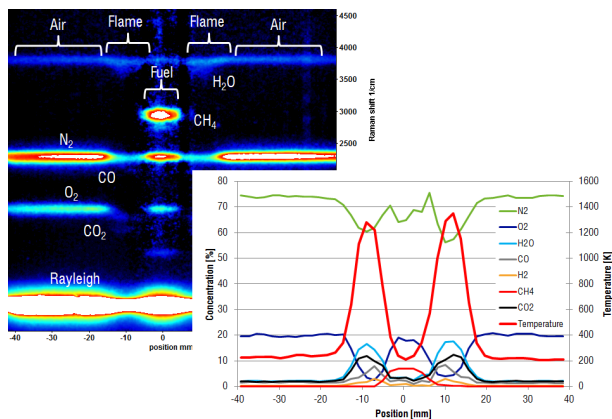 Air Flame Flame Air
Fuel
H2O
CH4
N2
CO
O2
CO2
Rayleigh
4500
4000
3500
3000
2500
Raman shift 1/cm
-40 -30 -20 -10 0
position mm
80
70
60
50
40
30
20
10
0
Concentration [%]
1600
1400
1200
1000
800
600
400
200
0
Temperature [K]
N2
O2
H2O
CO
H2
CH4
CO2
Temperature
-40 -30 -20 -10 0 10 20 30 40
Position [mm]